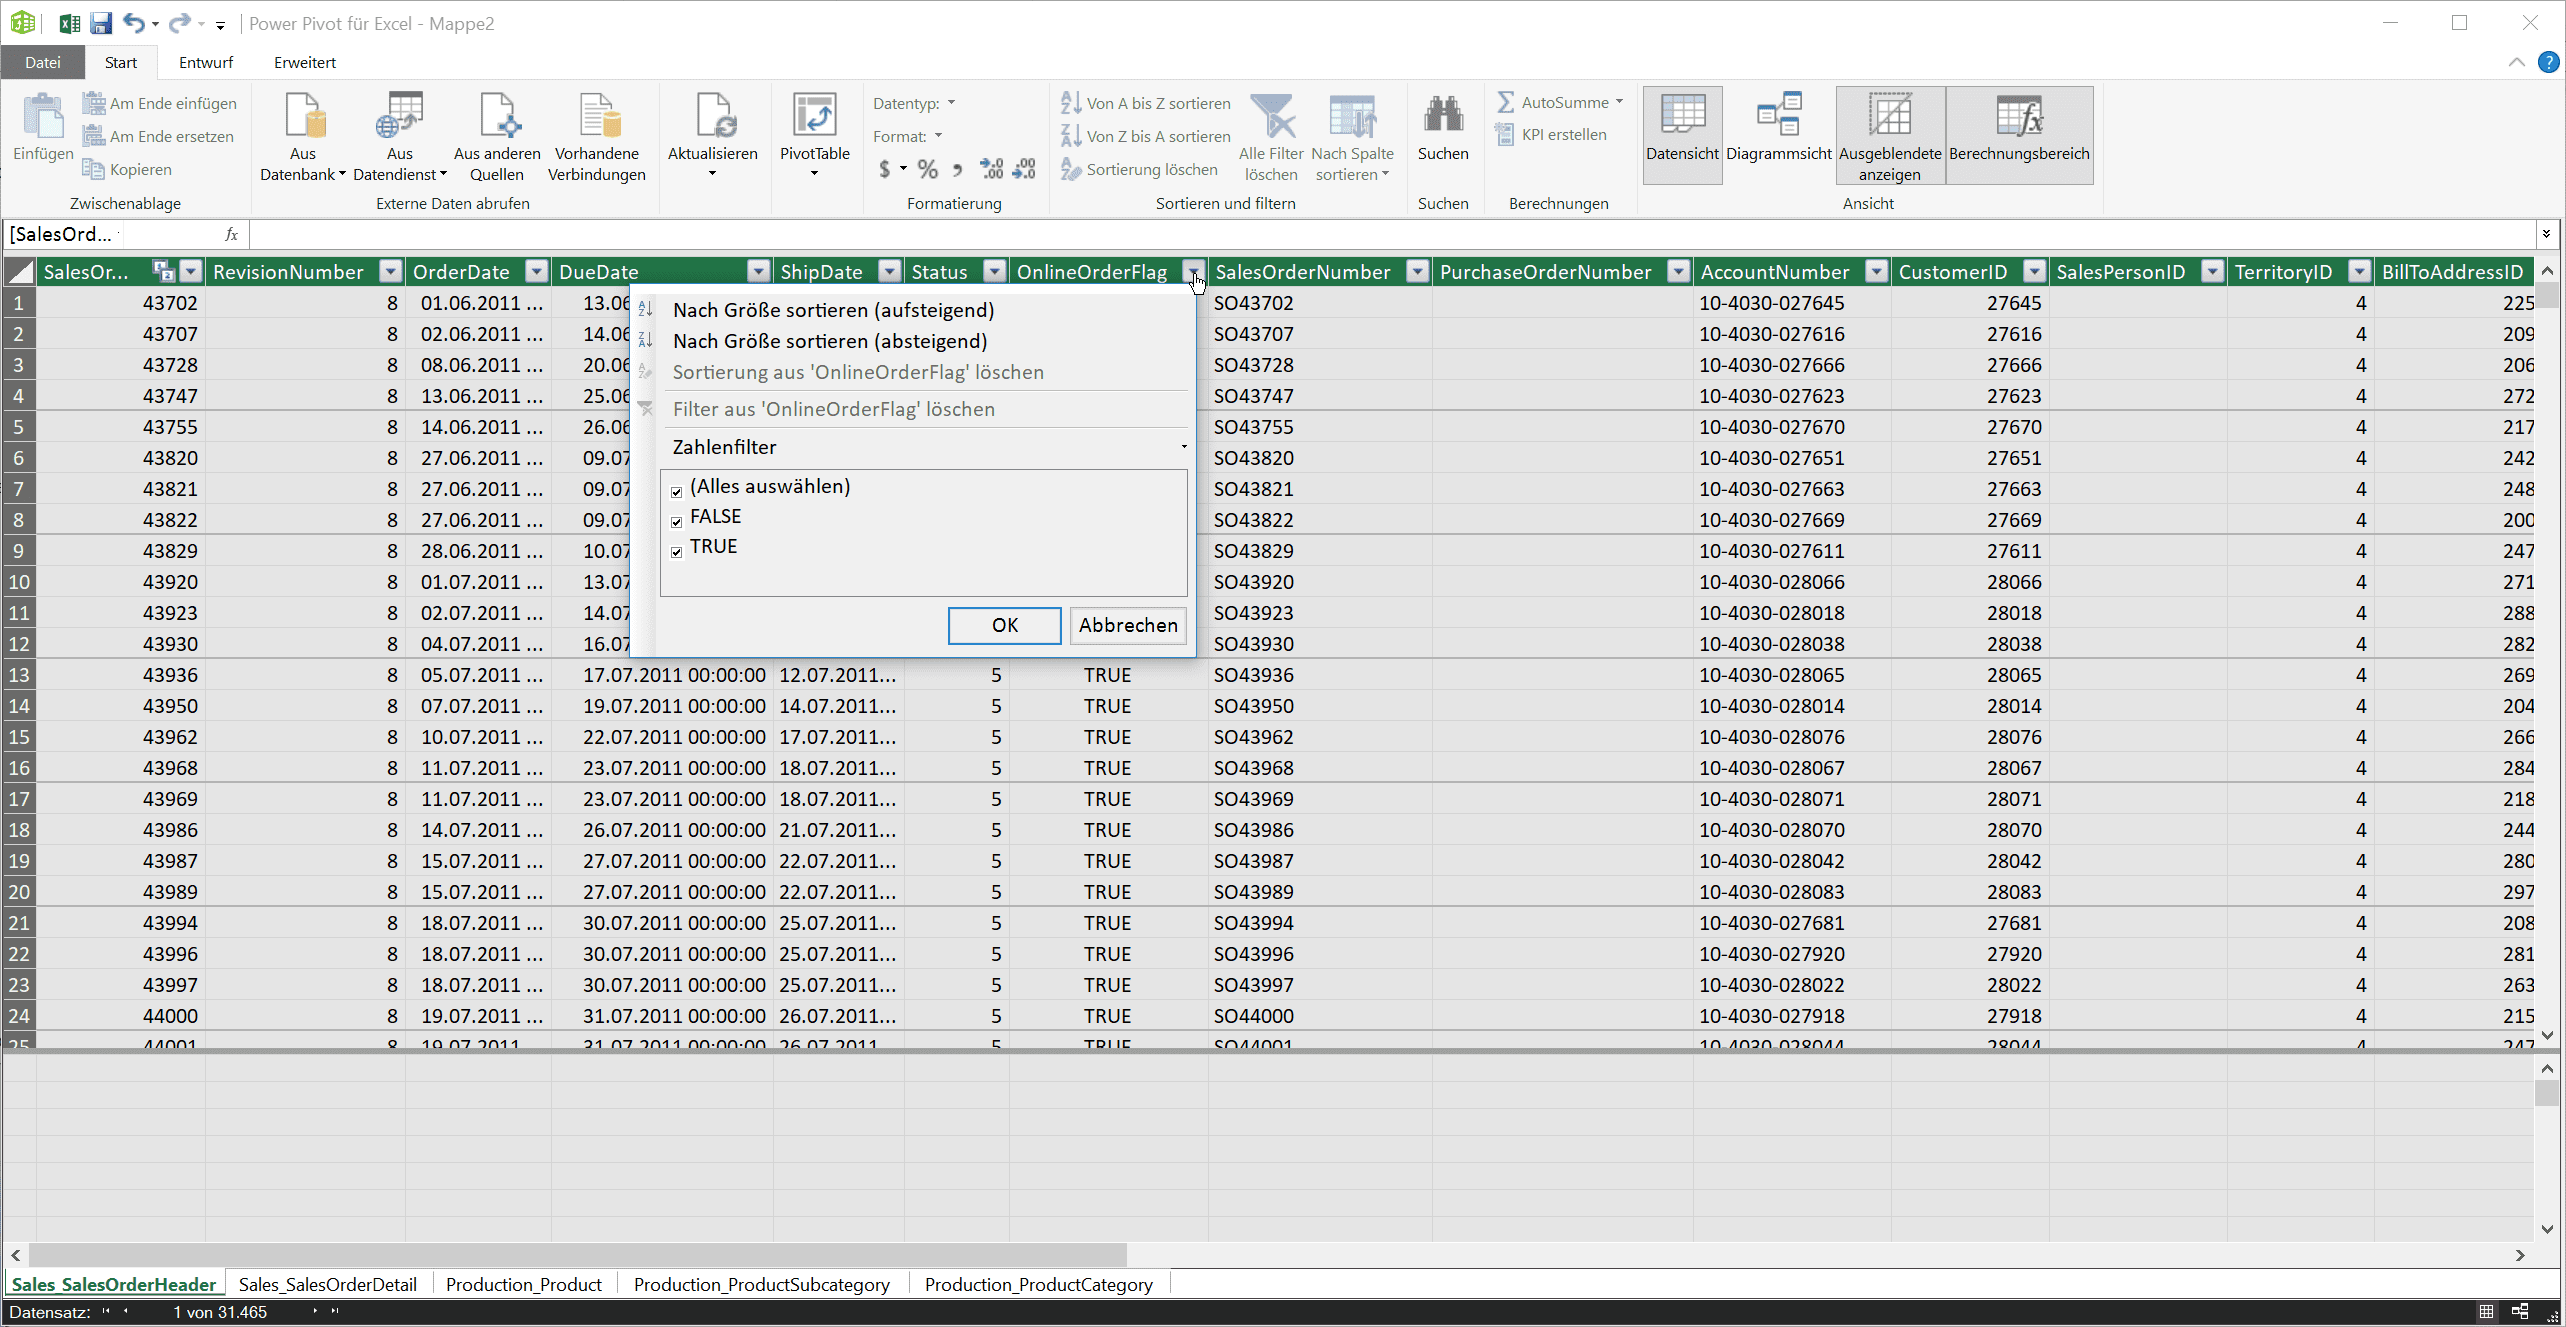 Power Pivot für Excel - Mappe2
Datei Start Entwurf Erweitert
Einfügen
Am Ende einfügen
Am Ende ersetzen
Kopieren
Zwischenablage
Aus Datenbank
Aus Datendienst
Aus anderen Quellen
Vorhandene Verbindungen
Externe Daten abrufen
Aktualisieren
PivotTable
Datentyp:
Format:
$ % , .00 .00
Formatierung
Von A bis Z sortieren
Von Z bis A sortieren
Sortierung löschen
Alle Filter löschen
Nach Spalte sortieren
Sortieren und filtern
Suchen
Suchen
AutoSumme
KPI erstellen
Berechnungen
Datensicht
Diagrammsicht
Ausgeblendete anzeigen
Berechnungsbereich
Ansicht
[SalesOrd... fx
SalesOr... RevisionNumber OrderDate DueDate ShipDate Status OnlineOrderFlag SalesOrderNumber PurchaseOrderNumber AccountNumber CustomerID SalesPersonID TerritoryID BillToAddressID
1 43702 8 01.06.2011 ... 13.06 SO43702 10-4030-027645 27645 4 225
2 43707 8 02.06.2011 ... 14.06 SO43707 10-4030-027616 27616 4 209
3 43728 8 08.06.2011 ... 20.06 SO43728 10-4030-027666 27666 4 206
4 43747 8 13.06.2011 ... 25.06 SO43747 10-4030-027623 27623 4 272
5 43755 8 14.06.2011 ... 26.06 SO43755 10-4030-027670 27670 4 217
6 43820 8 27.06.2011 ... 09.07 SO43820 10-4030-027651 27651 4 242
7 43821 8 27.06.2011 ... 09.07 SO43821 10-4030-027663 27663 4 248
8 43822 8 27.06.2011 ... 09.07 SO43822 10-4030-027669 27669 4 200
9 43829 8 28.06.2011 ... 10.07 SO43829 10-4030-027611 27611 4 247
10 43920 8 01.07.2011 ... 13.07 SO43920 10-4030-028066 28066 4 271
11 43923 8 02.07.2011 ... 14.07 SO43923 10-4030-028018 28018 4 288
12 43930 8 04.07.2011 ... 16.07 SO43930 10-4030-028038 28038 4 282
Nach Größe sortieren (aufsteigend)
Nach Größe sortieren (absteigend)
Sortierung aus 'OnlineOrderFlag' löschen
Filter aus 'OnlineOrderFlag' löschen
Zahlenfilter
(Alles auswählen)
FALSE
TRUE
OK Abbrechen
13 43936 8 05.07.2011 ... 17.07.2011 00:00:00 12.07.2011... 5 TRUE SO43936 10-4030-028065 28065 4 269
14 43950 8 07.07.2011 ... 19.07.2011 00:00:00 14.07.2011... 5 TRUE SO43950 10-4030-028014 28014 4 204
15 43962 8 10.07.2011 ... 22.07.2011 00:00:00 17.07.2011... 5 TRUE SO43962 10-4030-028076 28076 4 266
16 43968 8 11.07.2011 ... 23.07.2011 00:00:00 18.07.2011... 5 TRUE SO43968 10-4030-028067 28067 4 284
17 43969 8 11.07.2011 ... 23.07.2011 00:00:00 18.07.2011... 5 TRUE SO43969 10-4030-028071 28071 4 218
18 43986 8 14.07.2011 ... 26.07.2011 00:00:00 21.07.2011... 5 TRUE SO43986 10-4030-028070 28070 4 244
19 43987 8 15.07.2011 ... 27.07.2011 00:00:00 22.07.2011... 5 TRUE SO43987 10-4030-028042 28042 4 280
20 43989 8 15.07.2011 ... 27.07.2011 00:00:00 22.07.2011... 5 TRUE SO43989 10-4030-028083 28083 4 297
21 43994 8 18.07.2011 ... 30.07.2011 00:00:00 25.07.2011... 5 TRUE SO43994 10-4030-027681 27681 4 208
22 43996 8 18.07.2011 ... 30.07.2011 00:00:00 25.07.2011... 5 TRUE SO43996 10-4030-027920 27920 4 281
23 43997 8 18.07.2011 ... 30.07.2011 00:00:00 25.07.2011... 5 TRUE SO43997 10-4030-028022 28022 4 263
24 44000 8 19.07.2011 ... 31.07.2011 00:00:00 26.07.2011... 5 TRUE SO44000 10-4030-027918 27918 4 215
25 44001 8 19.07.2011 ... 31.07.2011 00:00:00 26.07.2011... 5 TRUE SO44001 10-4030-028044 28044 4 247
Sales_SalesOrderHeader Sales_SalesOrderDetail Production_Product Production_ProductSubcategory Production_ProductCategory
Datensatz: 1 von 31.465